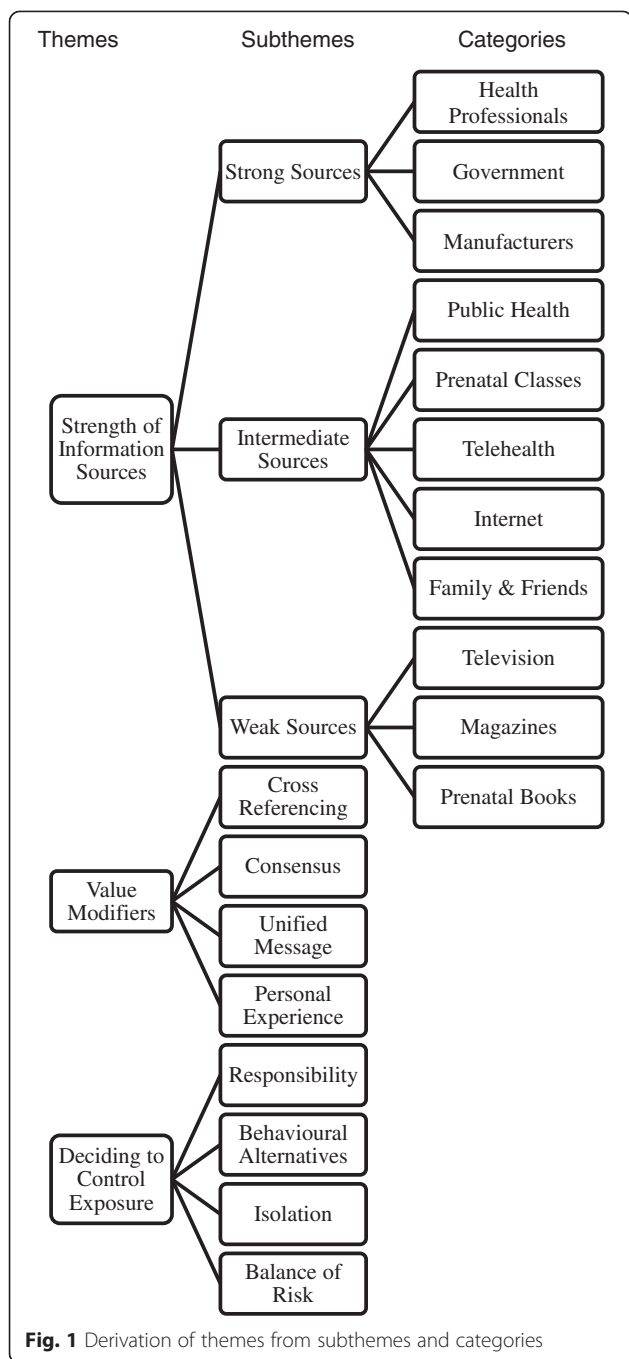 Themes Subthemes Categories
Health
Professionals
Strong Sources
Government
Manufacturers
Public Health
Prenatal Classes
Strength of
Information
Sources
Intermediate
Sources
Telehealth
Internet
Family & Friends
Television
Weak Sources
Magazines
Prenatal Books
Cross
Referencing
Value
Modifiers
Consensus
Unified
Message
Personal
Experience
Responsibility
Deciding to
Control
Exposure
Behavioural
Alternatives
Isolation
Balance of
Risk
Fig. 1 Derivation of themes from subthemes and categories